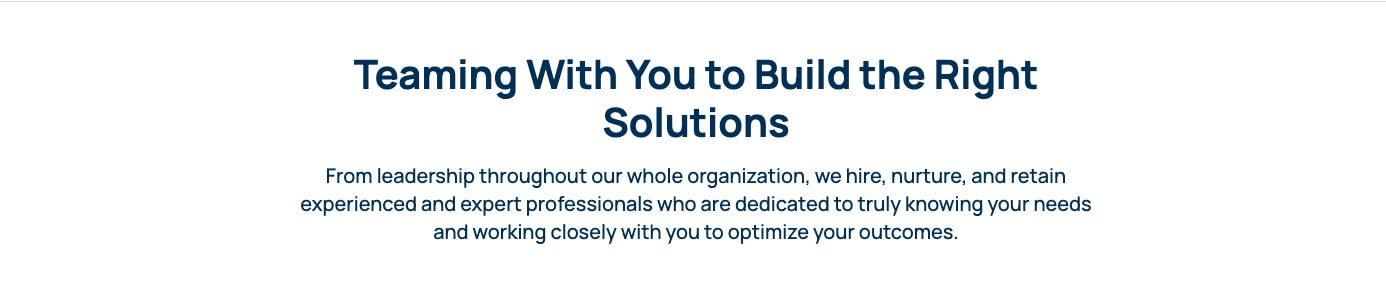 Teaming With You to Build the Right
Solutions
From leadership throughout our whole organization, we hire, nurture, and retain
experienced and expert professionals who are dedicated to truly knowing your needs
and working closely with you to optimize your outcomes.